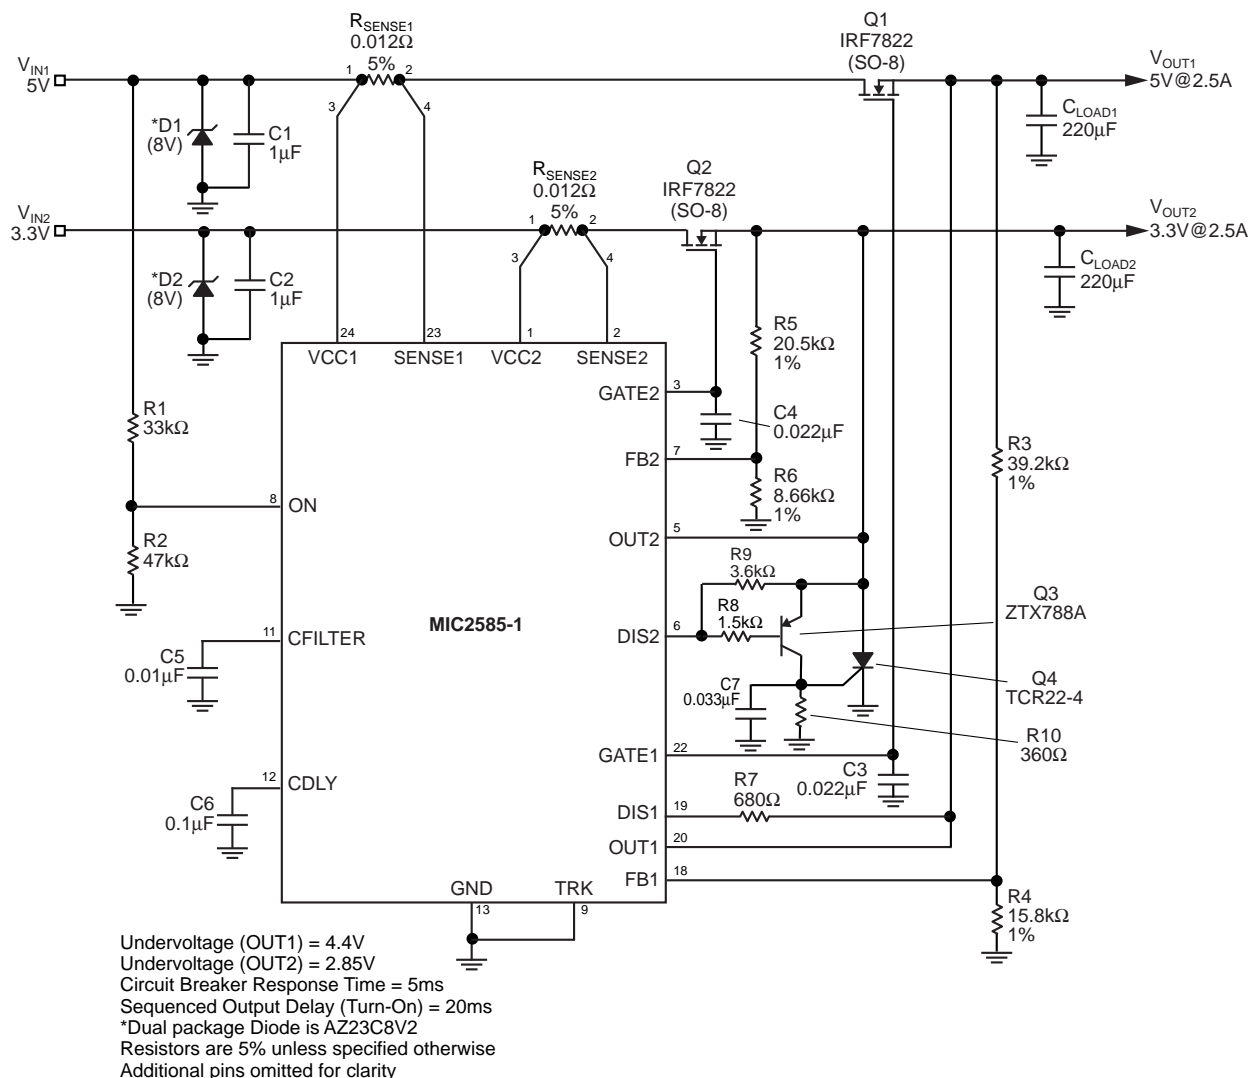 R_SENSE1
0.012Ω
5%
Q1
IRF7822
(SO-8)
V_IN1
5V
1
2
3
4
V_OUT1
5V@2.5A
*D1
(8V)
C1
1µF
C_LOAD1
220µF
R_SENSE2
0.012Ω
5%
Q2
IRF7822
(SO-8)
V_IN2
3.3V
1
2
3
4
V_OUT2
3.3V@2.5A
*D2
(8V)
C2
1µF
C_LOAD2
220µF
24
23
1
2
VCC1
SENSE1
VCC2
SENSE2
R5
20.5kΩ
1%
GATE2
3
C4
0.022µF
R1
33kΩ
FB2
7
R3
39.2kΩ
1%
R6
8.66kΩ
1%
8
ON
R2
47kΩ
OUT2
5
R9
3.6kΩ
R8
1.5kΩ
Q3
ZTX788A
MIC2585-1
DIS2
6
11
CFILTER
C5
0.01µF
C7
0.033µF
Q4
TCR22-4
R10
360Ω
GATE1
22
C3
0.022µF
12
CDLY
C6
0.1µF
R7
680Ω
DIS1
19
OUT1
20
FB1
18
R4
15.8kΩ
1%
GND
TRK
13
9
Undervoltage (OUT1) = 4.4V
Undervoltage (OUT2) = 2.85V
Circuit Breaker Response Time = 5ms
Sequenced Output Delay (Turn-On) = 20ms
*Dual package Diode is AZ23C8V2
Resistors are 5% unless specified otherwise
Additional pins omitted for clarity